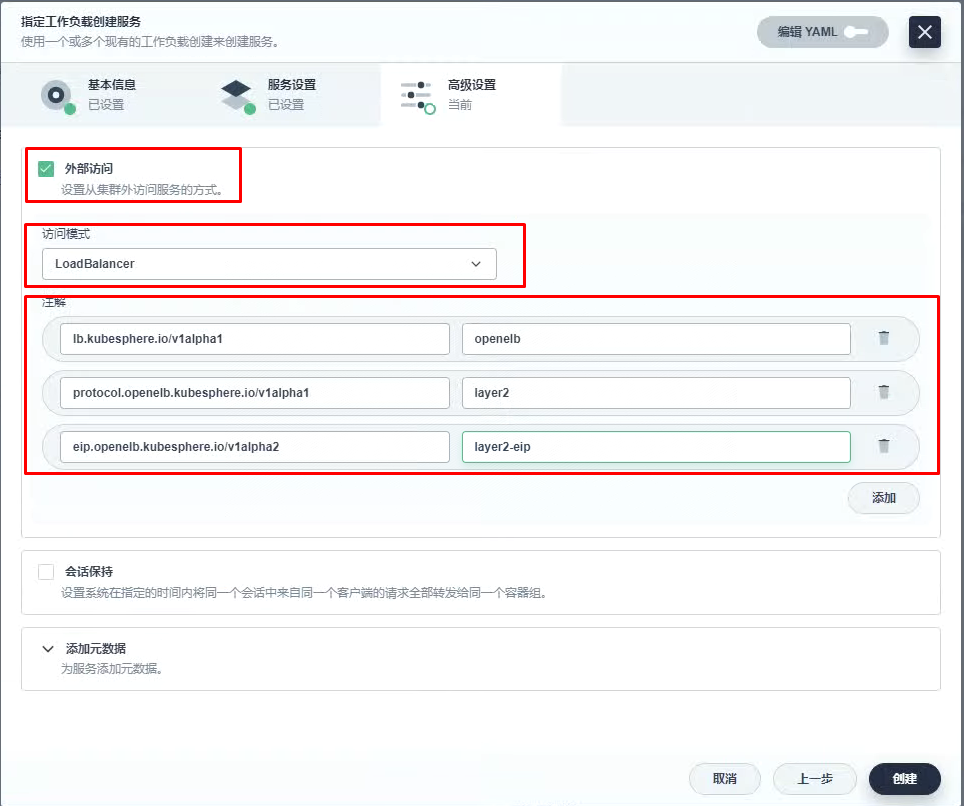 指定工作负载创建服务
使用一个或多个现有的工作负载创建来创建服务。
编辑 YAML
基本信息
已设置
服务设置
已设置
高级设置
当前
外部访问
设置从集群外访问服务的方式。
访问模式
LoadBalancer
注解
lb.kubesphere.io/v1alpha1 openelb
protocol.openelb.kubesphere.io/v1alpha1 layer2
eip.openelb.kubesphere.io/v1alpha2 layer2-eip
添加
会话保持
设置系统在指定的时间内将同一个会话中来自同一个客户端的请求全部转发给同一个容器组。
添加元数据
为服务添加元数据。
取消 上一步 创建